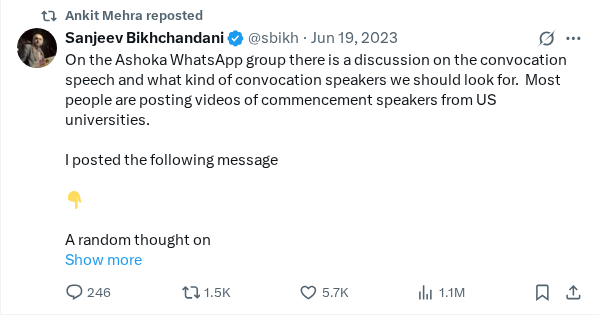 Ankit Mehra reposted
Sanjeev Bikhchandani @sbikh · Jun 19, 2023
On the Ashoka WhatsApp group there is a discussion on the convocation
speech and what kind of convocation speakers we should look for.  Most
people are posting videos of commencement speakers from US
universities.
I posted the following message
👇
A random thought on
Show more
246 1.5K 5.7K 1.1M